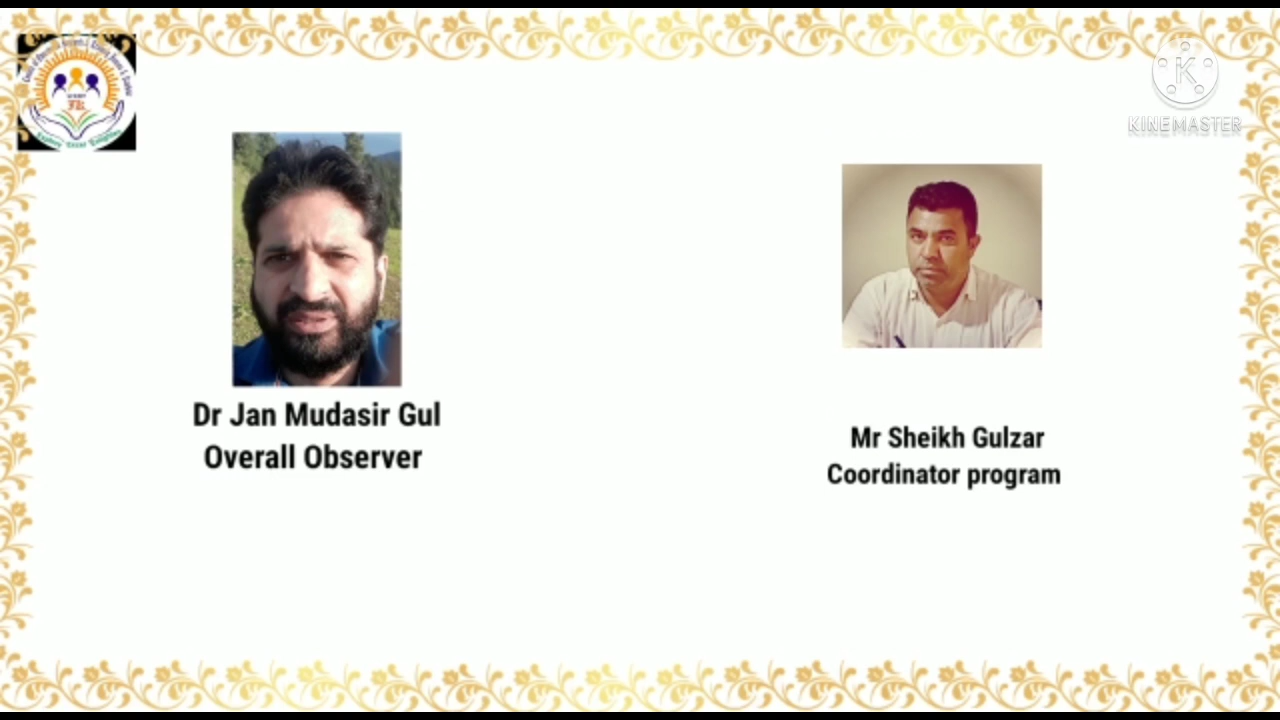 KINEMASTER
Dr Jan Mudasir Gul
Overall Observer
Mr Sheikh Gulzar
Coordinator program